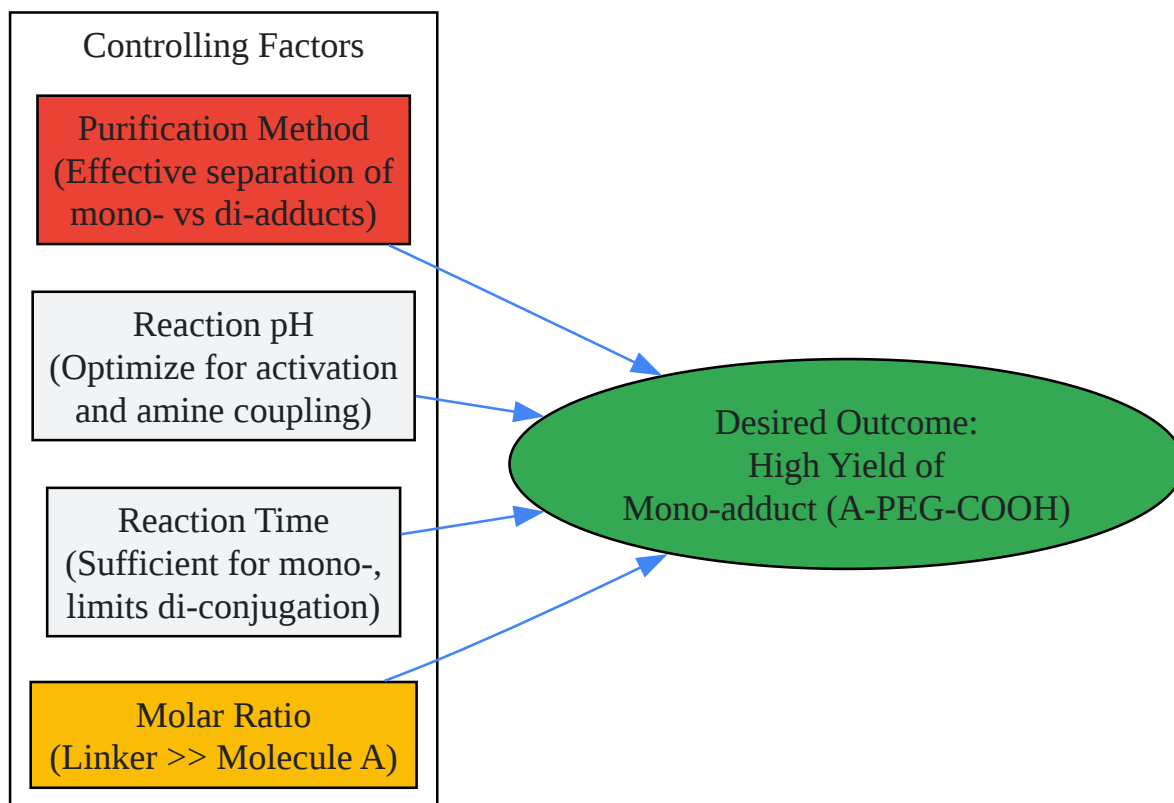 Controlling Factors
Purification Method
(Effective separation of
mono- vs di-adducts)
Reaction pH
(Optimize for activation
and amine coupling)
Reaction Time
(Sufficient for mono-,
limits di-conjugation)
Molar Ratio
(Linker >> Molecule A)
Desired Outcome:
High Yield of
Mono-adduct (A-PEG-COOH)